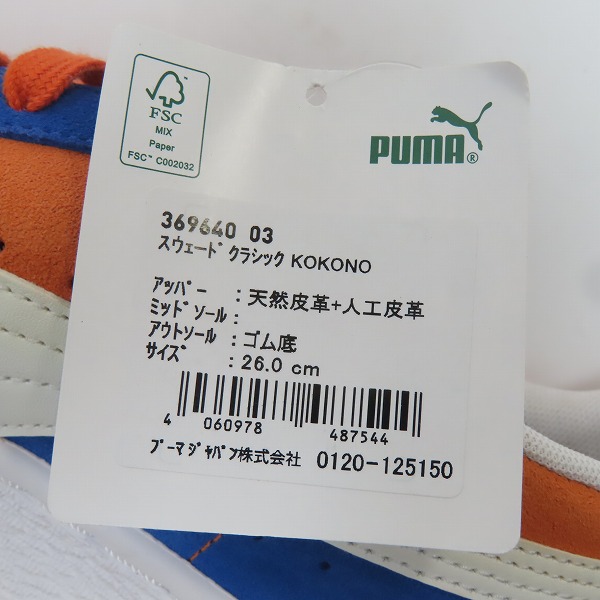 FSC
MIX
Paper
FSC™ C002032
PUMA®
369640 03
スウェード クラシック KOKONO
アッパー : 天然皮革+人工皮革
ミッドソール:
アウトソール : ゴム底
サイズ : 26.0 cm
4 060978 487544
プーマジャパン株式会社 0120-125150